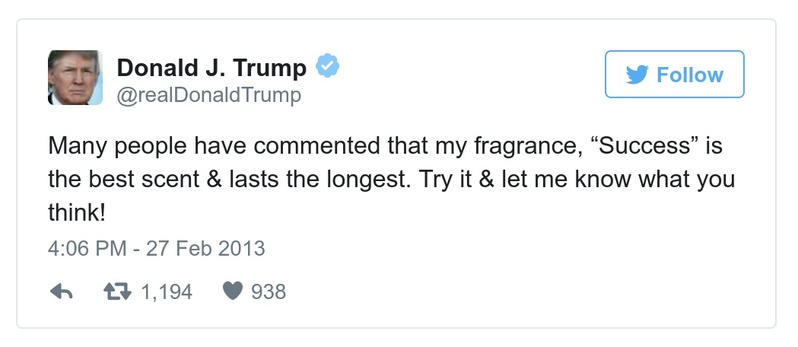 Donald J. Trump
@realDonaldTrump
Follow
Many people have commented that my fragrance, “Success” is
the best scent & lasts the longest. Try it & let me know what you
think!
4:06 PM - 27 Feb 2013
1,194 938